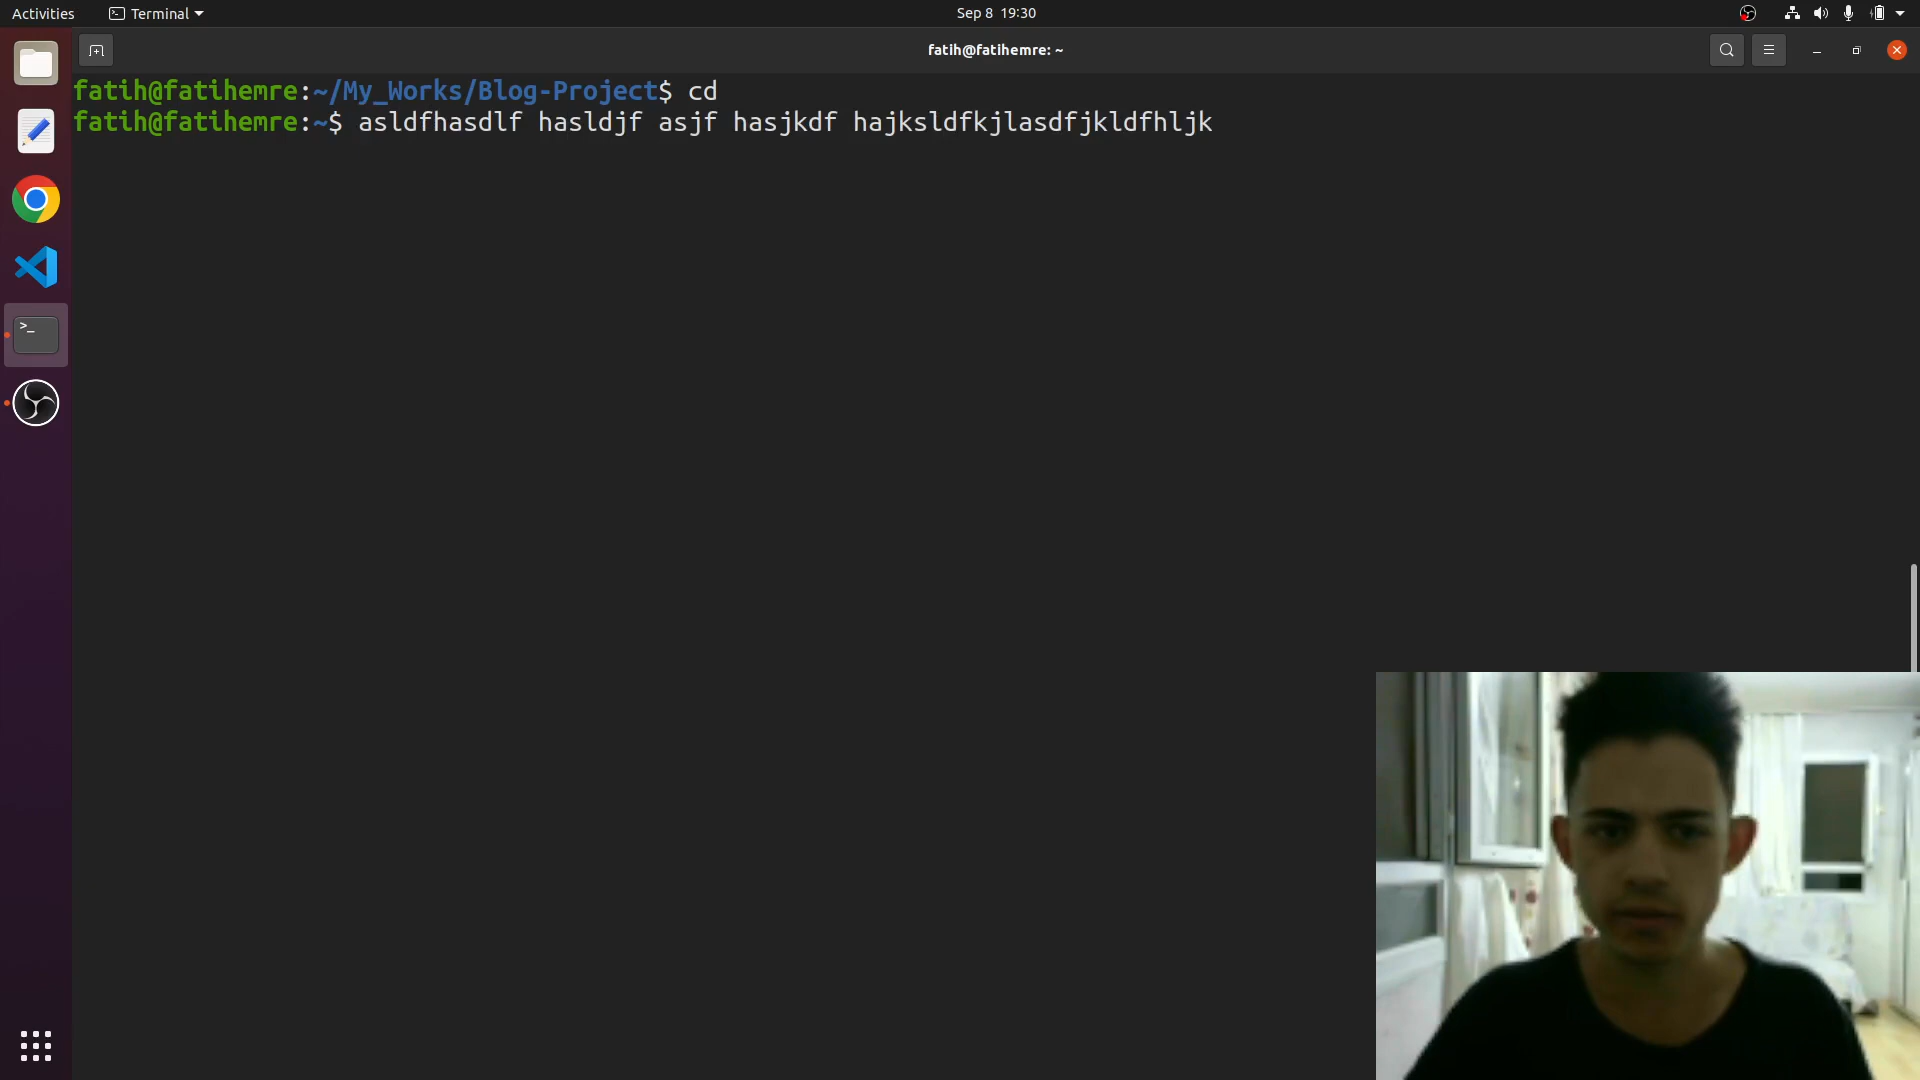 Activities Terminal Sep 8 19:30
fatih@fatihemre: ~
fatih@fatihemre:~/My_Works/Blog-Project$ cd
fatih@fatihemre:~$ asldfhasdlf hasldjf asjf hasjkdf hajksldfkjlasdfjkldfhljk
>_